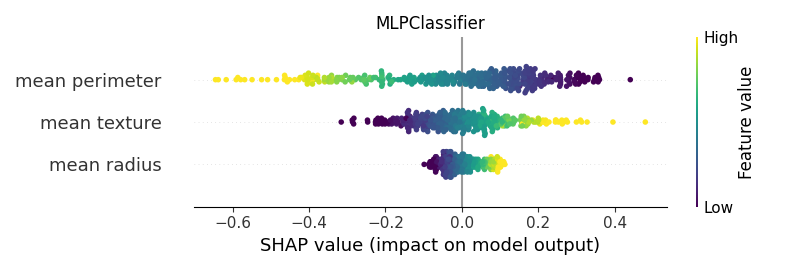 MLPClassifier
High
mean perimeter
mean texture
mean radius
Feature value
Low
−0.6 −0.4 −0.2 0.0 0.2 0.4
SHAP value (impact on model output)